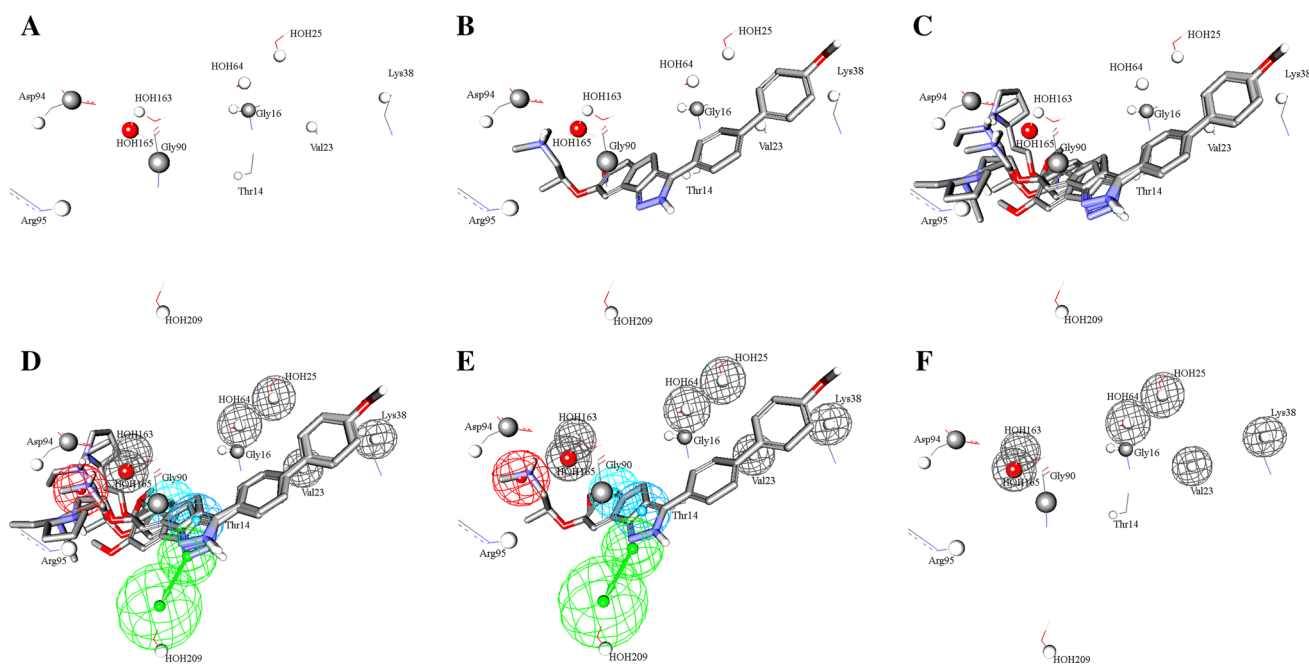 A
HOH25
HOH64
Lys38
Asp94
HOH163
Gly16
HOH165
Gly90
Val23
Thr14
Arg95
HOH209
B
HOH25
HOH64
Lys38
Asp94
HOH163
Gly16
HOH165
Gly90
Val23
Thr14
Arg95
HOH209
C
HOH25
HOH64
Lys38
Asp94
HOH163
Gly16
HOH165
Gly90
Val23
Thr14
Arg95
HOH209
D
HOH25
HOH64
Lys38
Asp94
HOH163
Gly16
HOH165
Gly90
Val23
Thr14
Arg95
HOH209
E
HOH25
HOH64
Lys38
Asp94
HOH163
Gly16
HOH165
Gly90
Val23
Thr14
Arg95
HOH209
F
HOH25
HOH64
Lys38
Asp94
HOH163
Gly16
HOH165
Gly90
Val23
Thr14
Arg95
HOH209